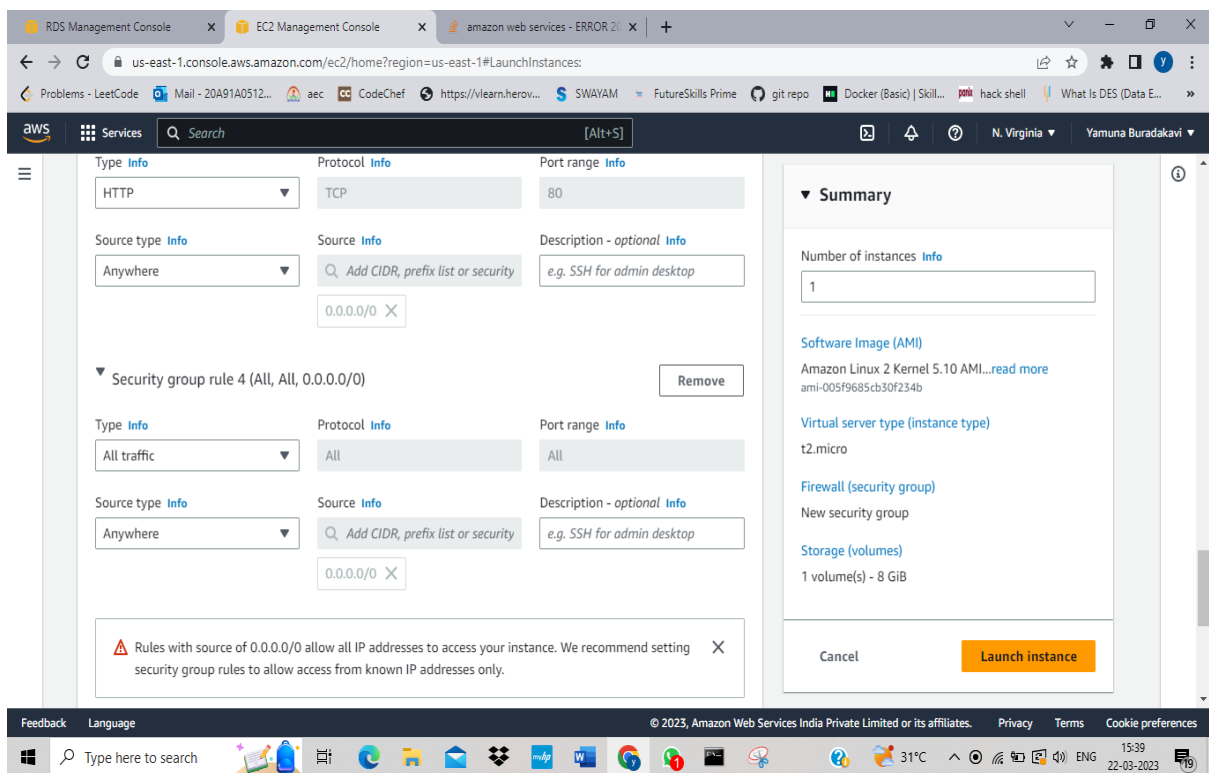 RDS Management Console
EC2 Management Console
amazon web services - ERROR 20
us-east-1.console.aws.amazon.com/ec2/home?region=us-east-1#LaunchInstances:
y
Problems - LeetCode Mail - 20A91A0512... aec CodeChef https://vlearn.herov... SWAYAM FutureSkills Prime git repo Docker (Basic) | Skill... hack shell What Is DES (Data E... »
aws Services Search [Alt+S] N. Virginia Yamuna Buradakavi
Type Info Protocol Info Port range Info
HTTP TCP 80
Source type Info Source Info Description - optional Info
Anywhere Add CIDR, prefix list or security e.g. SSH for admin desktop
0.0.0.0/0
Security group rule 4 (All, All, 0.0.0.0/0) Remove
Type Info Protocol Info Port range Info
All traffic All All
Source type Info Source Info Description - optional Info
Anywhere Add CIDR, prefix list or security e.g. SSH for admin desktop
0.0.0.0/0
Rules with source of 0.0.0.0/0 allow all IP addresses to access your instance. We recommend setting
security group rules to allow access from known IP addresses only.
Summary
Number of instances Info
1
Software Image (AMI)
Amazon Linux 2 Kernel 5.10 AMI...read more
ami-005f9685cb30f234b
Virtual server type (instance type)
t2.micro
Firewall (security group)
New security group
Storage (volumes)
1 volume(s) - 8 GiB
Cancel Launch instance
Feedback Language © 2023, Amazon Web Services India Private Limited or its affiliates. Privacy Terms Cookie preferences
Type here to search 31°C ENG 15:39
22-03-2023 19